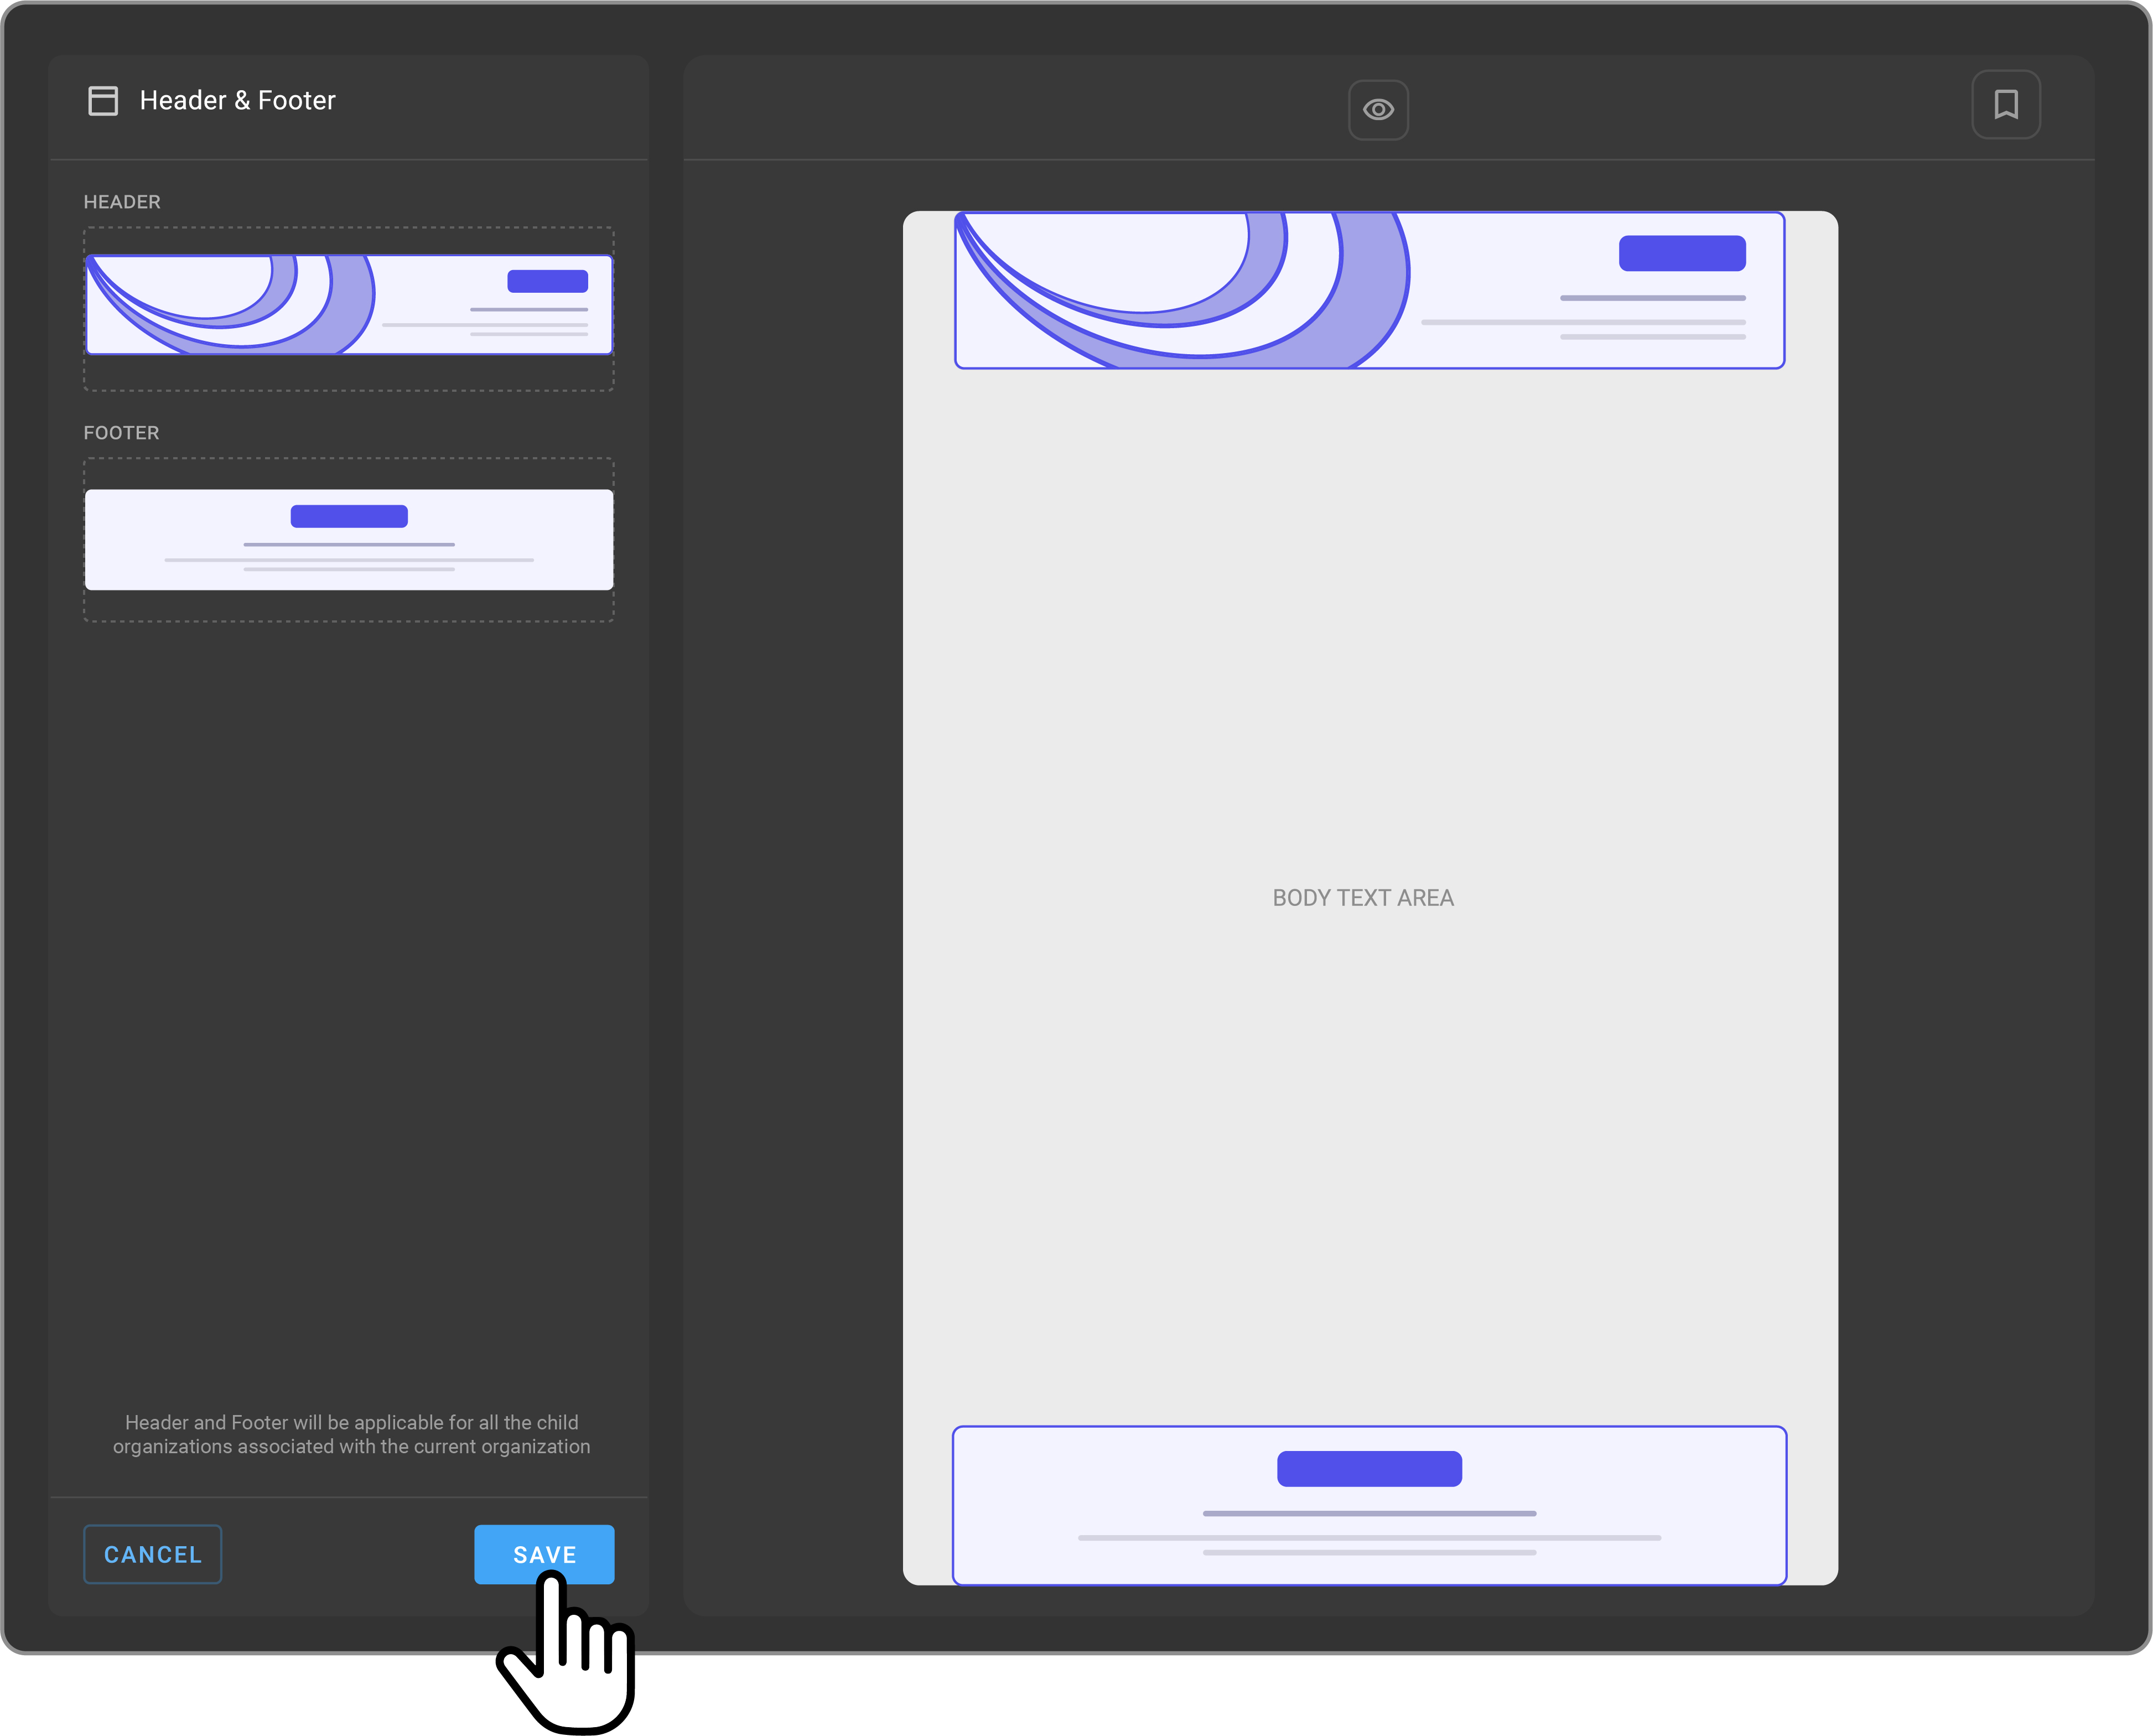 Header & Footer
HEADER
FOOTER
BODY TEXT AREA
Header and Footer will be applicable for all the child
organizations associated with the current organization
CANCEL
SAVE